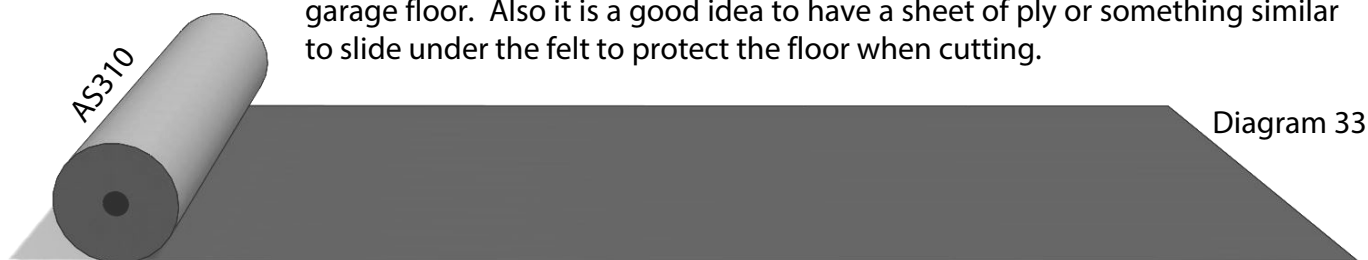 garage floor.  Also it is a good idea to have a sheet of ply or something similar
to slide under the felt to protect the floor when cutting.
AS310
Diagram 33